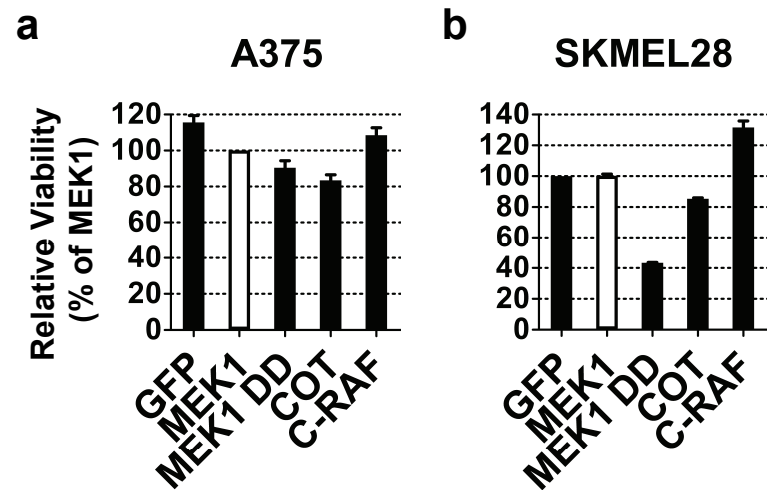 a
A375
Relative Viability
(% of MEK1)
120
100
80
60
40
20
0
GFP
MEK1
MEK1 DD
COT
C-RAF
b
SKMEL28
140
120
100
80
60
40
20
0
GFP
MEK1
MEK1 DD
COT
C-RAF